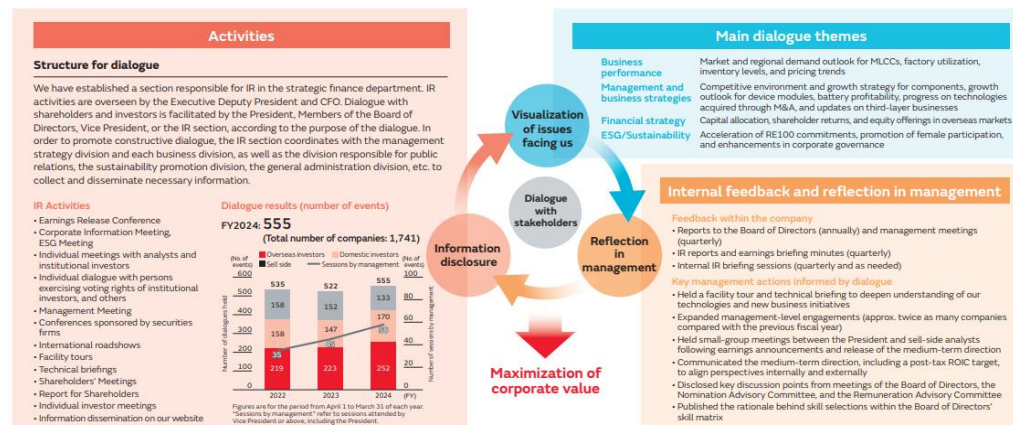 Activities
Structure for dialogue
We have established a section responsible for IR in the strategic finance department. IR
activities are overseen by the Executive Deputy President and CFO. Dialogue with
shareholders and investors is facilitated by the President, Members of the Board of
Directors, Vice President, or the IR section, according to the purpose of the dialogue. In
order to promote constructive dialogue, the IR section coordinates with the management
strategy division and each business division, as well as the division responsible for public
relations, the sustainability promotion division, the general administration division, etc. to
collect and disseminate necessary information.
IR Activities
• Earnings Release Conference
• Corporate Information Meeting,
ESG Meeting
• Individual meetings with analysts and
institutional investors
• Individual dialogue with persons
exercising voting rights of institutional
investors, and others
• Management Meeting
• Conferences sponsored by securities
firms
• International roadshows
• Facility tours
• Technical briefings
• Shareholders' Meetings
• Report for Shareholders
• Individual investor meetings
• Information dissemination on our website
Dialogue results (number of events)
FY2024: 555
(Total number of companies: 1,741)
(No. of
events)
Overseas investors
Domestic investors
Sell side
Sessions by management
(No. of
events)
Number of dialogues held
600
500
400
300
200
100
0
535
158
158
35
219
522
152
147
223
555
133
170
252
100
80
60
40
20
0
Number of sessions by management
2022
2023
2024
(FY)
Figures are for the period from April 1 to March 31 of each year.
"Sessions by management" refer to sessions attended by
Vice President or above, including the President.
Visualization
of issues
facing us
Dialogue
with
stakeholders
Information
disclosure
Reflection
in
management
Maximization of
corporate value
Main dialogue themes
Business
performance
Market and regional demand outlook for MLCCs, factory utilization,
inventory levels, and pricing trends
Management and
business strategies
Competitive environment and growth strategy for components, growth
outlook for device modules, battery profitability, progress on technologies
acquired through M&A, and updates on third-layer businesses
Financial strategy
Capital allocation, shareholder returns, and equity offerings in overseas markets
ESG/Sustainability
Acceleration of RE100 commitments, promotion of female participation,
and enhancements in corporate governance
Internal feedback and reflection in management
Feedback within the company
• Reports to the Board of Directors (annually) and management meetings
(quarterly)
• IR reports and earnings briefing minutes (quarterly)
• Internal IR briefing sessions (quarterly and as needed)
Key management actions informed by dialogue
• Held a facility tour and technical briefing to deepen understanding of our
technologies and new business initiatives
• Expanded management-level engagements (approx. twice as many companies
compared with the previous fiscal year)
• Held small-group meetings between the President and sell-side analysts
following earnings announcements and release of the medium-term direction
• Communicated the medium-term direction, including a post-tax ROIC target,
to align perspectives internally and externally
• Disclosed key discussion points from meetings of the Board of Directors, the
Nomination Advisory Committee, and the Remuneration Advisory Committee
• Published the rationale behind skill selections within the Board of Directors'
skill matrix